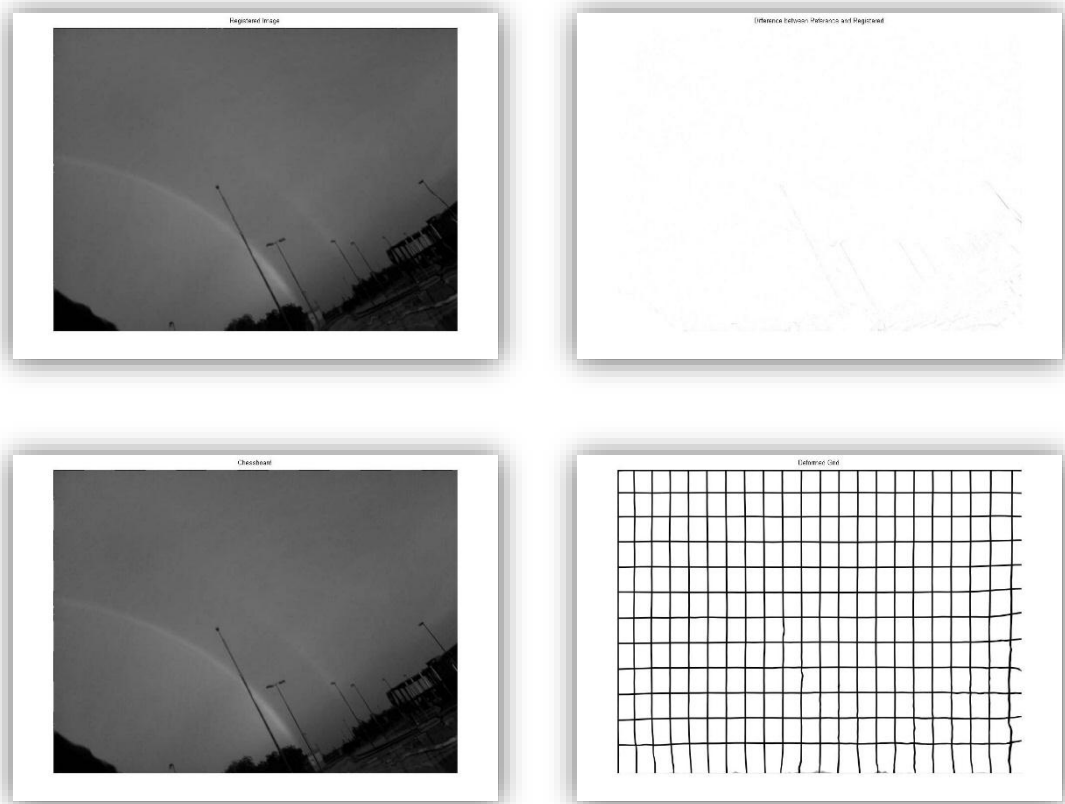 Registered Image
Difference between Reference and Registered
Chessboard
Deformed Grid